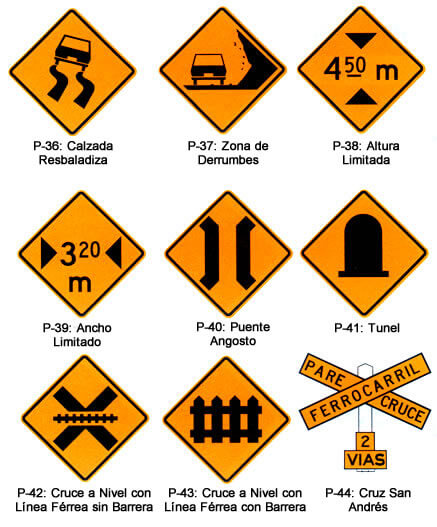 4 50 m
P-36: Calzada
Resbaladiza
P-37: Zona de
Derrumbes
P-38: Altura
Limitada
3 20
m
P-39: Ancho
Limitado
P-40: Puente
Angosto
P-41: Tunel
PARE
CRUCE
FERROCARRIL
2
VIAS
P-42: Cruce a Nivel con
Línea Férrea sin Barrera
P-43: Cruce a Nivel con
Línea Férrea con Barrera
P-44: Cruz San
Andrés